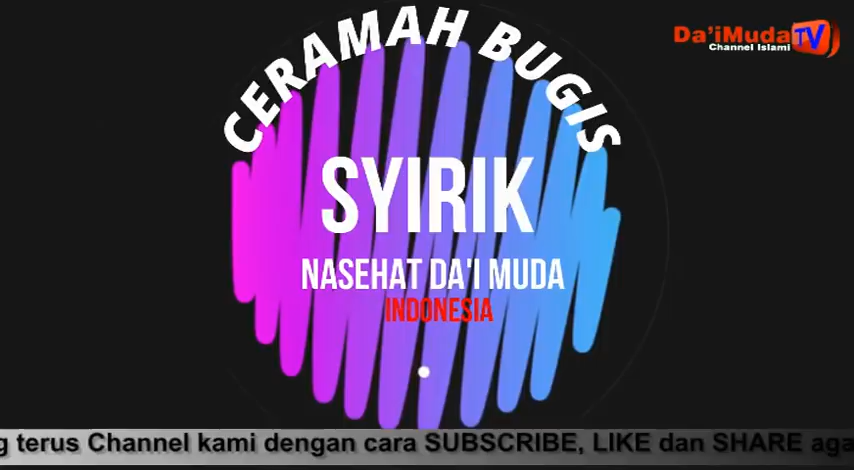 Da'iMuda TV
Channel Islami
CERAMAH BUGIS
SYIRIK
NASEHAT DA'I MUDA
INDONESIA
terus Channel kami dengan cara SUBSCRIBE, LIKE dan SHARE